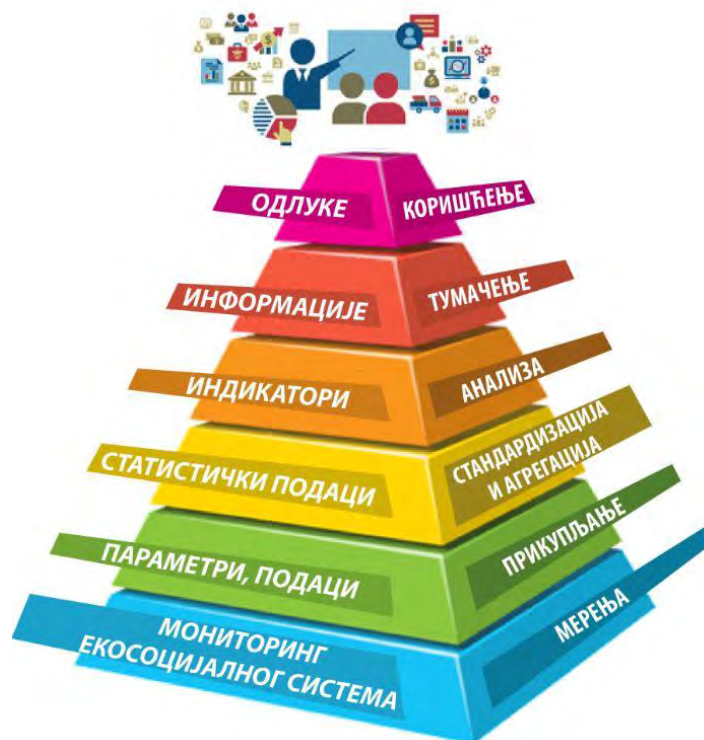 ОДЛУКЕ
КОРИШЋЕЊЕ
ИНФОРМАЦИЈЕ
ТУМАЧЕЊЕ
ИНДИКАТОРИ
АНАЛИЗА
СТАТИСТИЧКИ ПОДАЦИ
СТАНДАРДИЗАЦИЈА
И АГРЕГАЦИЈА
ПАРАМЕТРИ, ПОДАЦИ
ПРИКУПЉАЊЕ
МОНИТОРИНГ
ЕКОСОЦИЈАЛНОГ СИСТЕМА
МЕРЕЊА